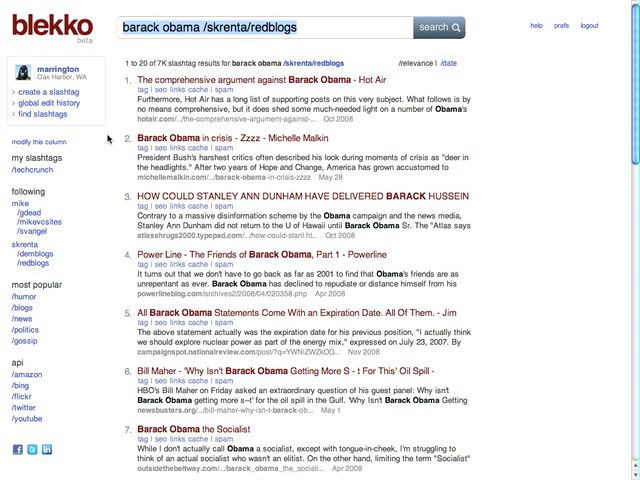 blekko
beta
barack obama /skrenta/redblogs
search
help prefs logout
marrington
Oak Harbor, WA
> create a slashtag
> global edit history
> find slashtags
modify this column
my slashtags
/techcrunch
following
mike
/gdead
/mikevcsites
/svangel
skrenta
/demblogs
/redblogs
most popular
/humor
/blogs
/news
/politics
/gossip
api
/amazon
/bing
/flickr
/twitter
/youtube
1 to 20 of 7K slashtag results for barack obama /skrenta/redblogs
/relevance | /date
1. The comprehensive argument against Barack Obama - Hot Air
tag | seo links cache | spam
Furthermore, Hot Air has a long list of supporting posts on this very subject. What follows is by
no means comprehensive, but it does shed some much-needed light on a number of Obama's
hotair.com/.../the-comprehensive-argument-against-... Oct 2008
2. Barack Obama in crisis - Zzzz - Michelle Malkin
tag | seo links cache | spam
President Bush's harshest critics often described his look during moments of crisis as "deer in
the headlights." After two years of Hope and Change, America has grown accustomed to
michellemalkin.com/.../barack-obama-in-crisis-zzzz May 28
3. HOW COULD STANLEY ANN DUNHAM HAVE DELIVERED BARACK HUSSEIN
tag | seo links cache | spam
Contrary to a massive disinformation scheme by the Obama campaign and the news media,
Stanley Ann Dunham did not return to the U of Hawaii until Barack Obama Sr. The "Atlas says
atlasshrugs2000.typepad.com/.../how-could-stanl.ht... Oct 2008
4. Power Line - The Friends of Barack Obama, Part 1 - Powerline
tag | seo links cache | spam
It turns out that we don't have to go back as far as 2001 to find that Obama's friends are as
unrepentant as ever. Barack Obama has declined to repudiate or distance himself from his
powerlineblog.com/archives2/2008/04/020358.php Apr 2008
5. All Barack Obama Statements Come With an Expiration Date. All Of Them. - Jim
tag | seo links cache | spam
The above statement actually was the expiration date for his previous position, "I actually think
we should explore nuclear power as part of the energy mix," expressed on July 23, 2007. By
campaignspot.nationalreview.com/post/?q=YWNiZWZkOG... Nov 2008
6. Bill Maher - 'Why Isn't Barack Obama Getting More S - t For This' Oil Spill -
tag | seo links cache | spam
HBO's Bill Maher on Friday asked an extraordinary question of his guest panel: Why isn't
Barack Obama getting more s--t' for the oil spill in the Gulf. 'Why Isn't Barack Obama Getting
newsbusters.org/.../bill-maher-why-isn-t-barack-ob... May 1
7. Barack Obama the Socialist
tag | seo links cache | spam
While I don't actually call Obama a socialist, except with tongue-in-cheek, I'm struggling to
think of an actual socialist who wasn't an elitist. On the other hand, limiting the term "Socialist"
outsidethebeltway.com/.../barack_obama_the_sociali... Apr 2008